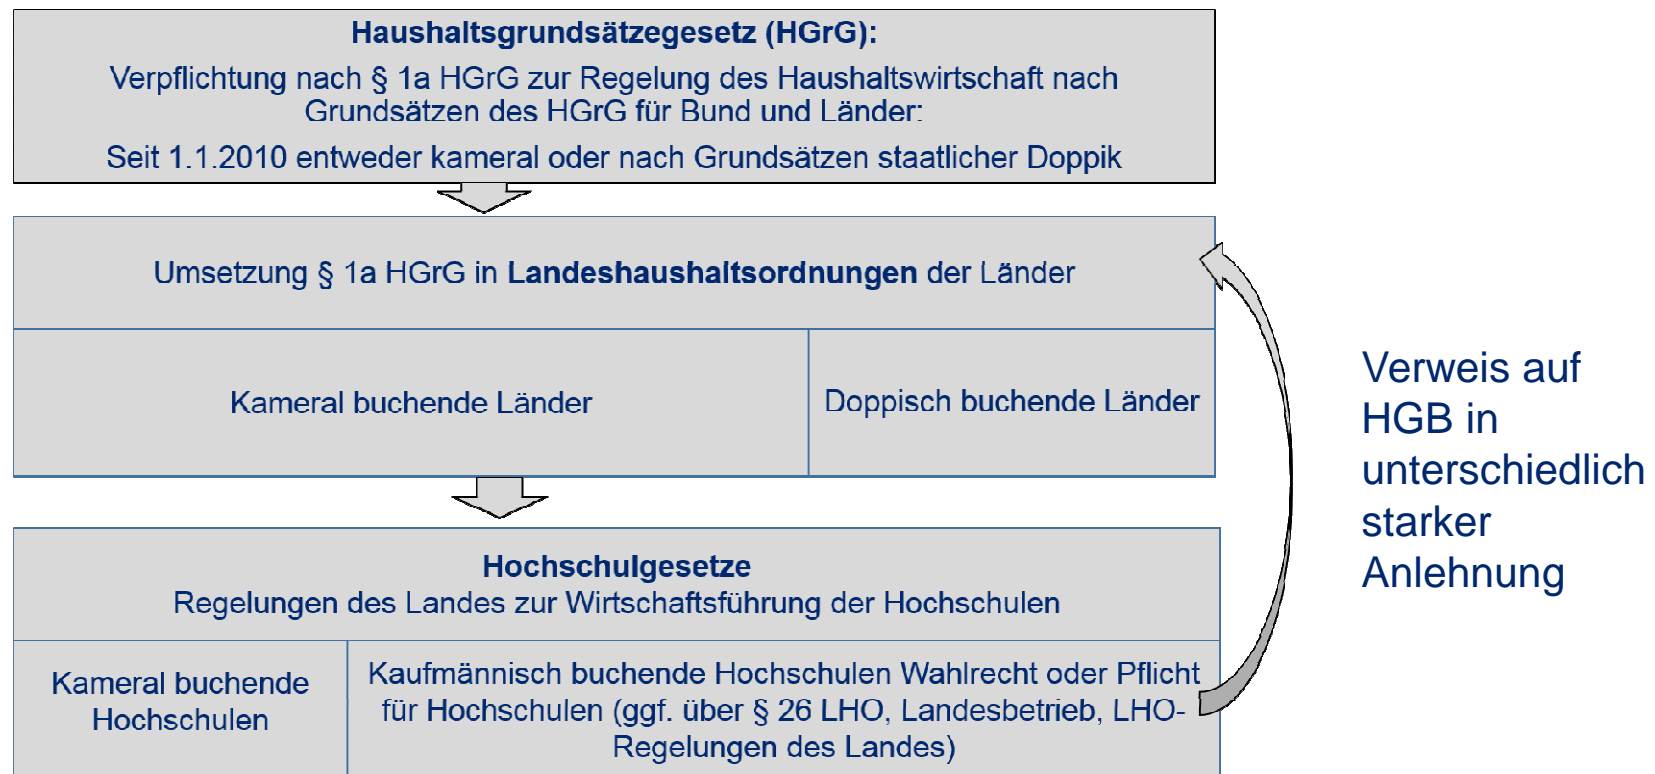 Haushaltsgrundsätzegesetz (HGrG):
Verpflichtung nach § 1a HGrG zur Regelung des Haushaltswirtschaft nach
Grundsätzen des HGrG für Bund und Länder:
Seit 1.1.2010 entweder kameral oder nach Grundsätzen staatlicher Doppik
Umsetzung § 1a HGrG in Landeshaushaltsordnungen der Länder
Kameral buchende Länder
Doppisch buchende Länder
Verweis auf
HGB in
unterschiedlich
starker
Anlehnung
Hochschulgesetze
Regelungen des Landes zur Wirtschaftsführung der Hochschulen
Kameral buchende
Hochschulen
Kaufmännisch buchende Hochschulen Wahlrecht oder Pflicht
für Hochschulen (ggf. über § 26 LHO, Landesbetrieb, LHO-
Regelungen des Landes)